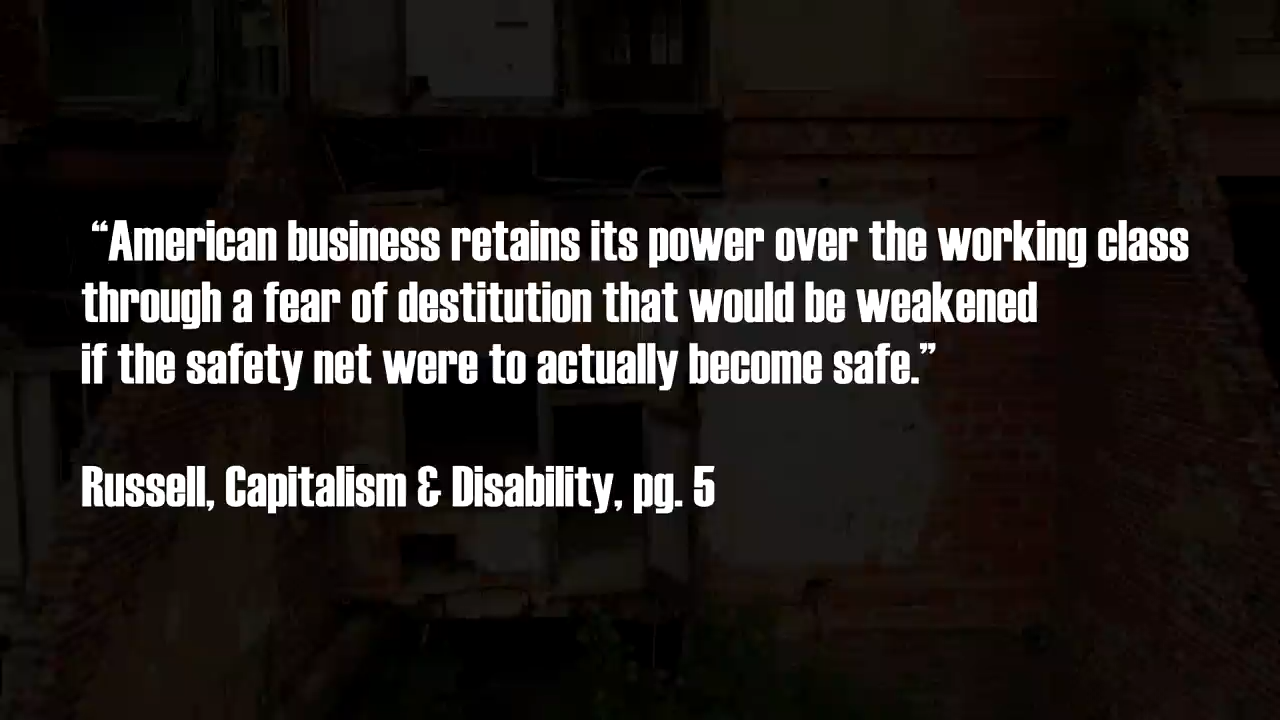 “American business retains its power over the working class
through a fear of destitution that would be weakened
if the safety net were to actually become safe.”
Russell, Capitalism & Disability, pg. 5